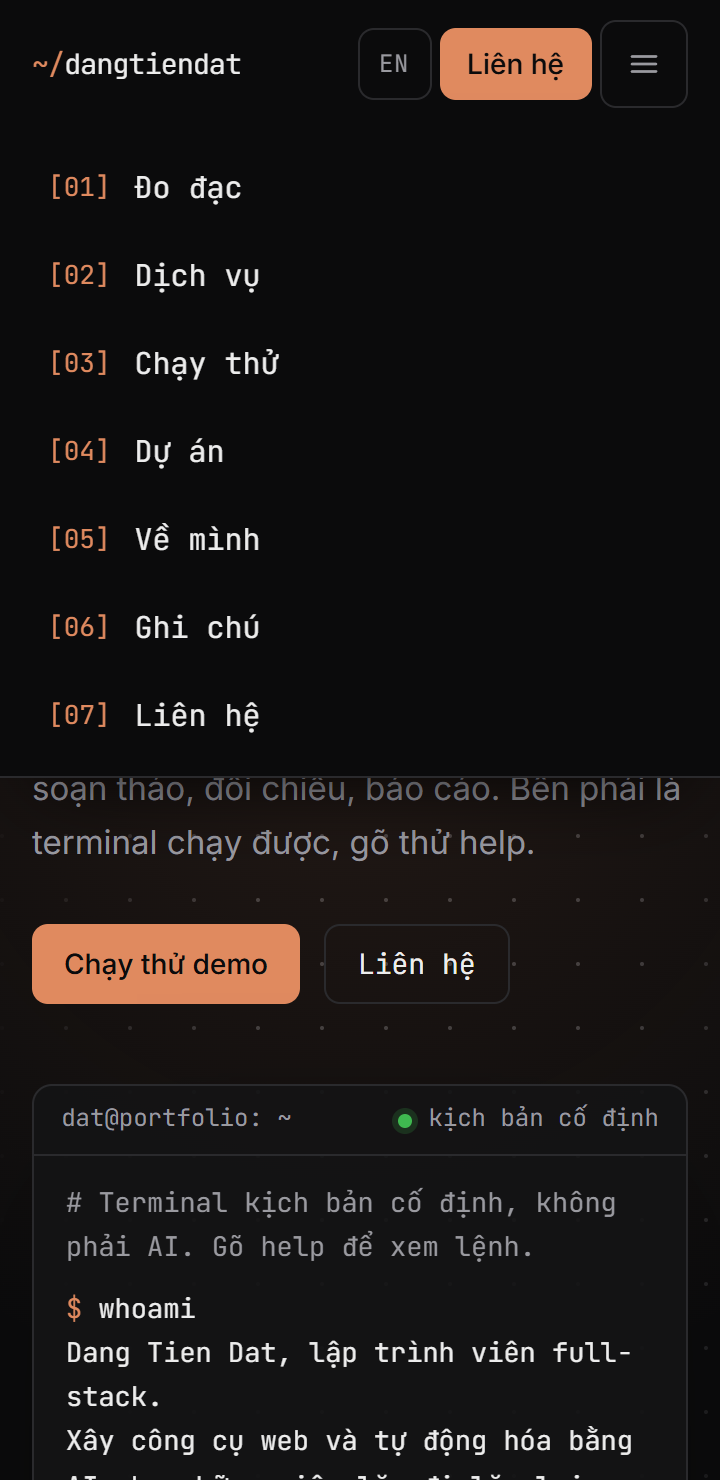 ~/dangtiendat
EN
Liên hệ
[01] Đo đạc
[02] Dịch vụ
[03] Chạy thử
[04] Dự án
[05] Về mình
[06] Ghi chú
[07] Liên hệ
soạn thảo, đối chiếu, báo cáo. Bên phải là
terminal chạy được, gõ thử help.
Chạy thử demo
Liên hệ
dat@portfolio: ~
kịch bản cố định
# Terminal kịch bản cố định, không
phải AI. Gõ help để xem lệnh.
$ whoami
Dang Tien Dat, lập trình viên full-
stack.
Xây công cụ web và tự động hóa bằng